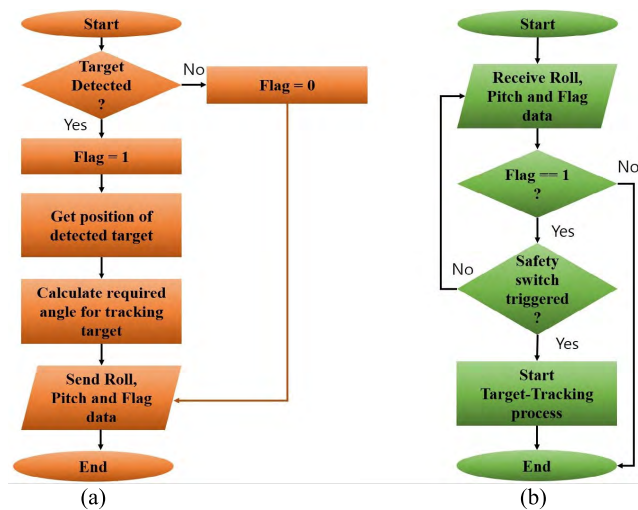 Start
Target
Detected
?
No
Flag = 0
Yes
Flag = 1
Get position of
detected target
Calculate required
angle for tracking
target
Send Roll,
Pitch and Flag
data
End
(a)
Start
Receive Roll,
Pitch and Flag
data
Flag == 1
?
No
Yes
Safety
switch
triggered
?
No
Yes
Start
Target-Tracking
process
End
(b)